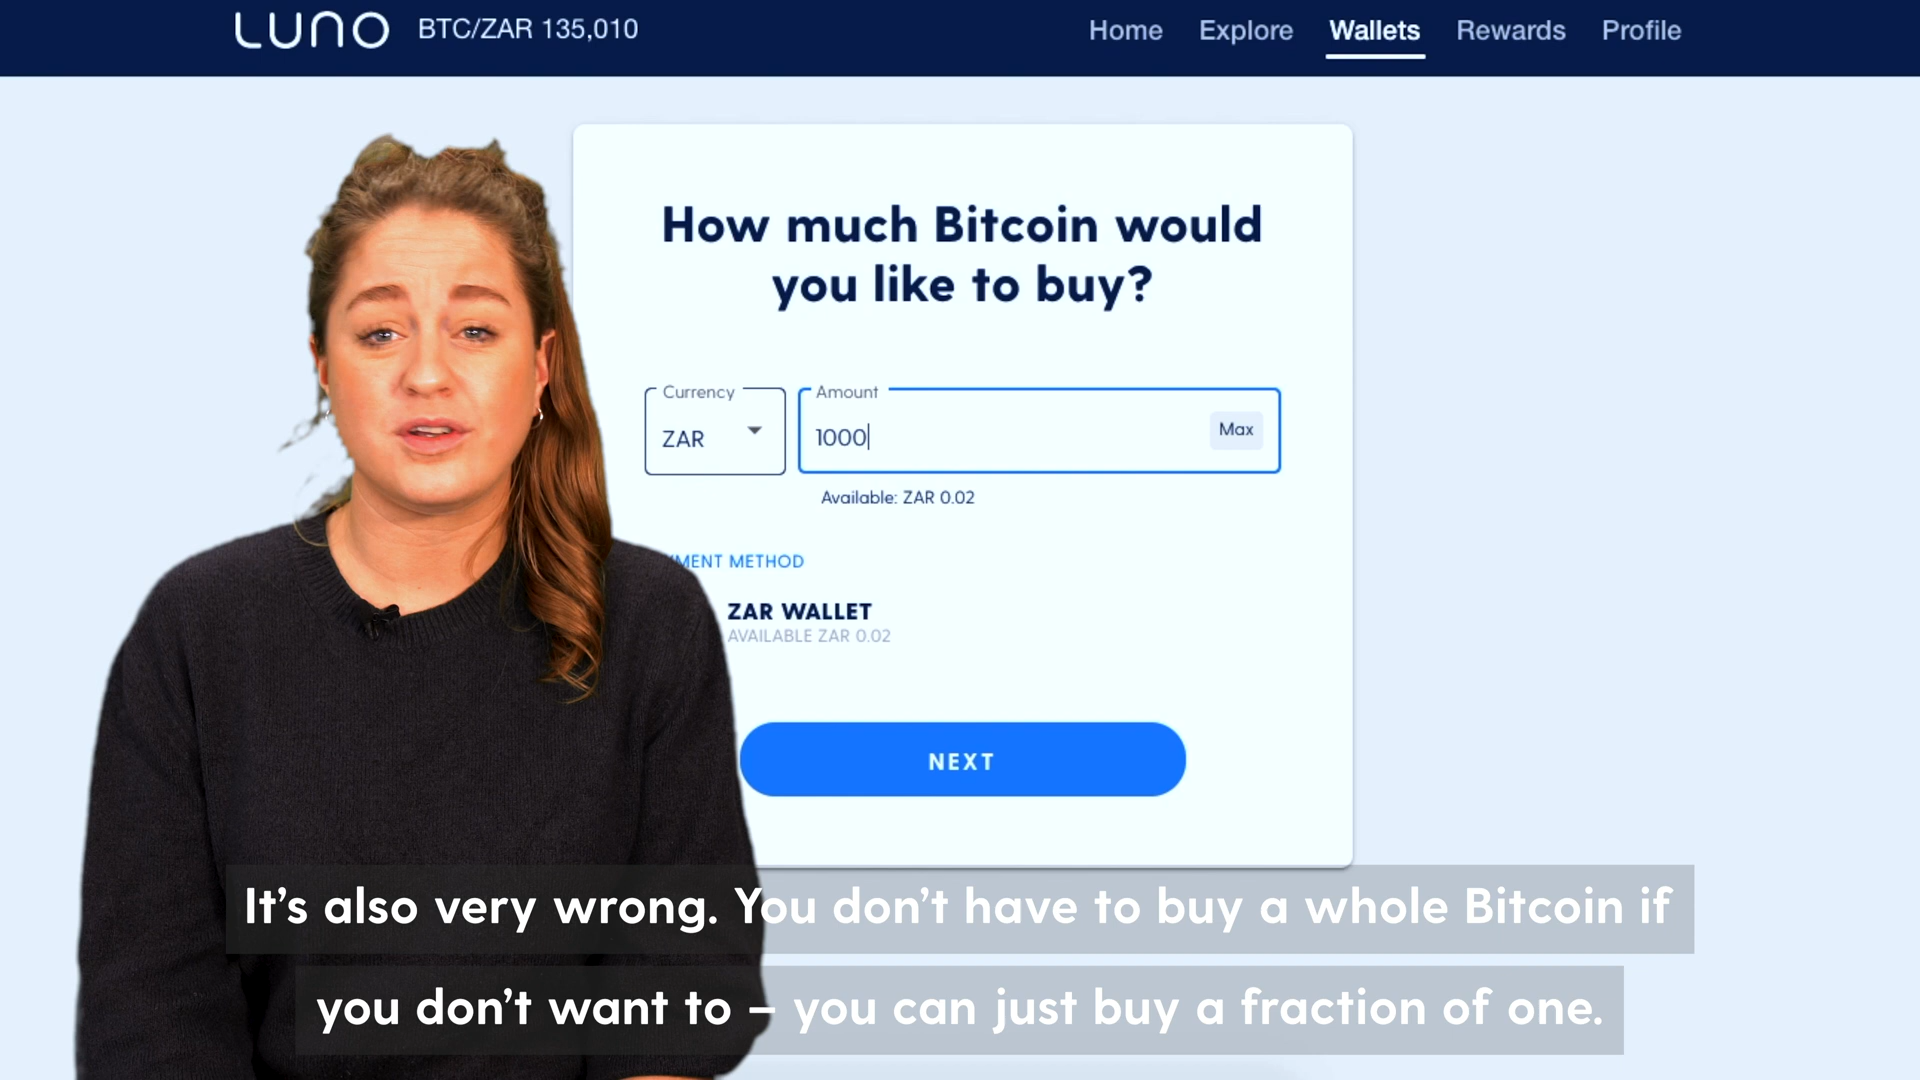 LUNO BTC/ZAR 135,010 Home Explore Wallets Rewards Profile
How much Bitcoin would
you like to buy?
Currency Amount
ZAR 1000 Max
Available: ZAR 0.02
MENT METHOD
ZAR WALLET
AVAILABLE ZAR 0.02
NEXT
It’s also very wrong. You don’t have to buy a whole Bitcoin if
you don’t want to – you can just buy a fraction of one.